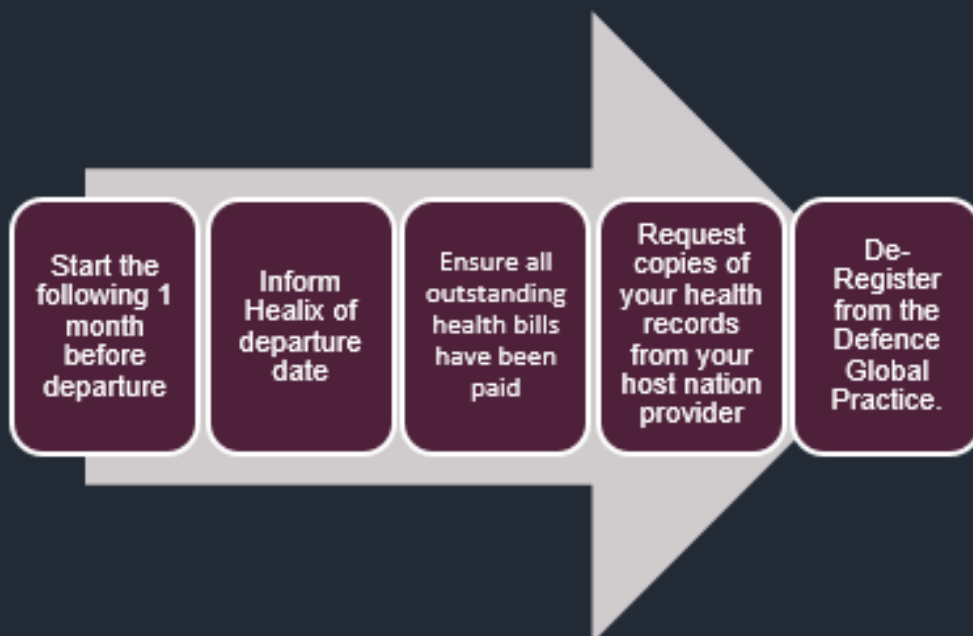 Start the
following 1
month
before
departure
Inform
Healix of
departure
date
Ensure all
outstanding
health bills
have been
paid
Request
copies of
your health
records
from your
host nation
provider
De-
Register
from the
Defence
Global
Practice.